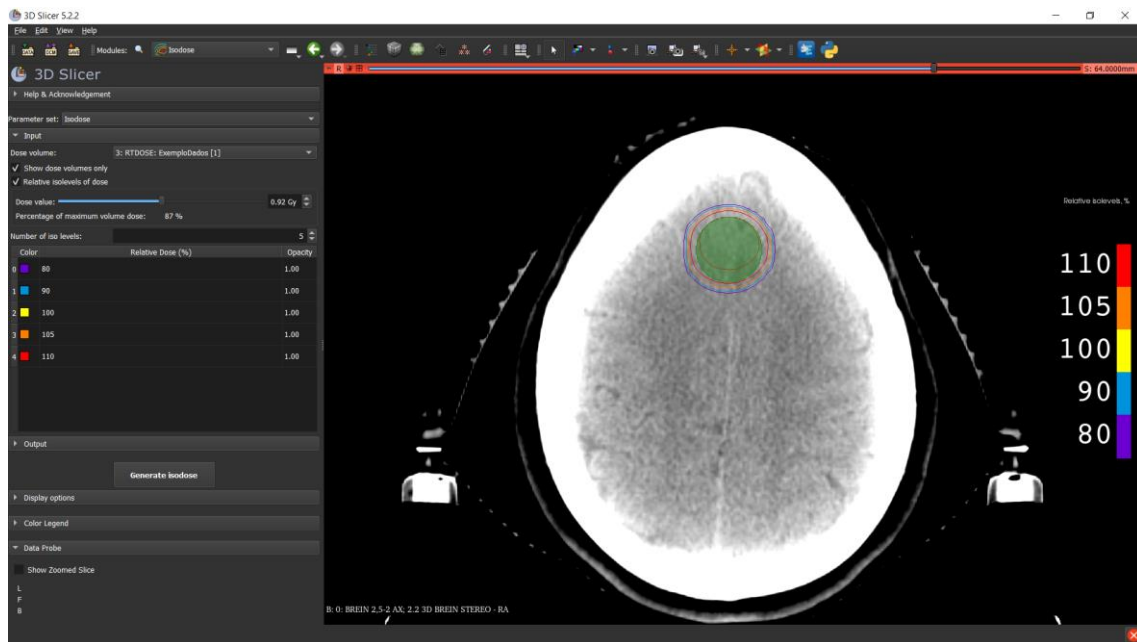 3D Slicer 5.2.2
File Edit View Help
Modules: Isodose
R
S: 64.0000mm
3D Slicer
Help & Acknowledgement
Parameter set: Isodose
Input
Dose volume: 3: RTDOSE: ExemploDados [1]
Show dose volumes only
Relative isolevels of dose
Dose value: 0.92 Gy
Percentage of maximum volume dose: 87 %
Number of iso levels: 5
Color Relative Dose (%) Opacity
0 80 1.00
1 90 1.00
2 100 1.00
3 105 1.00
4 110 1.00
Output
Generate isodose
Display options
Color Legend
Data Probe
Show Zoomed Slice
L
F
B
Relative isolevels, %
110
105
100
90
80
B: 0: BREIN 2,5-2 AX; 2.2 3D BREIN STEREO - RA